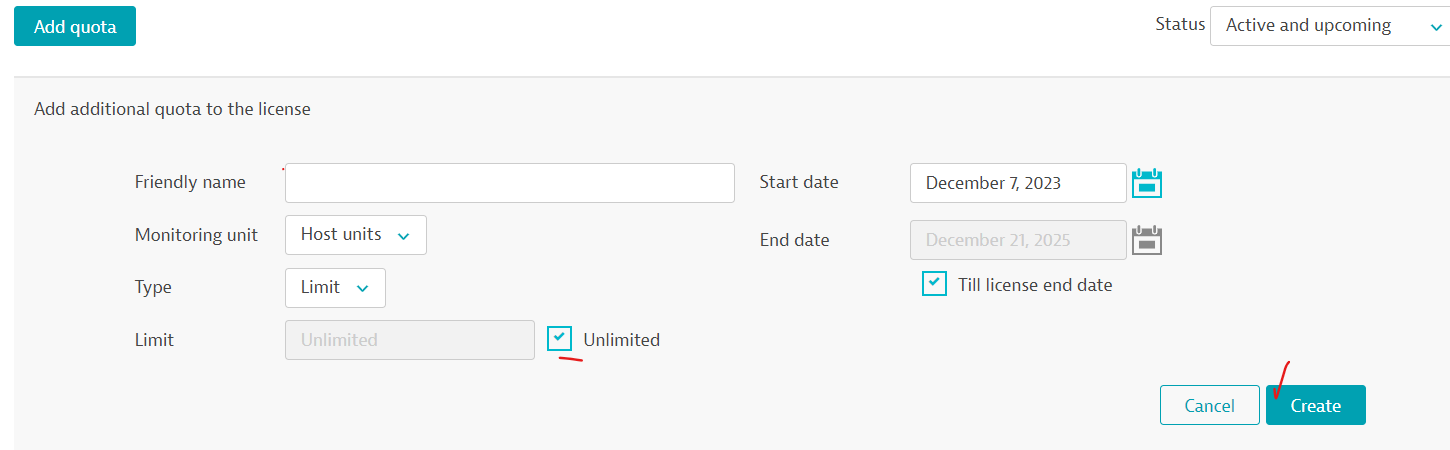 Add quota
Status Active and upcoming
Add additional quota to the license
Friendly name
Start date December 7, 2023
Monitoring unit Host units
End date December 21, 2025
Type Limit
Till license end date
Limit Unlimited Unlimited
Cancel Create